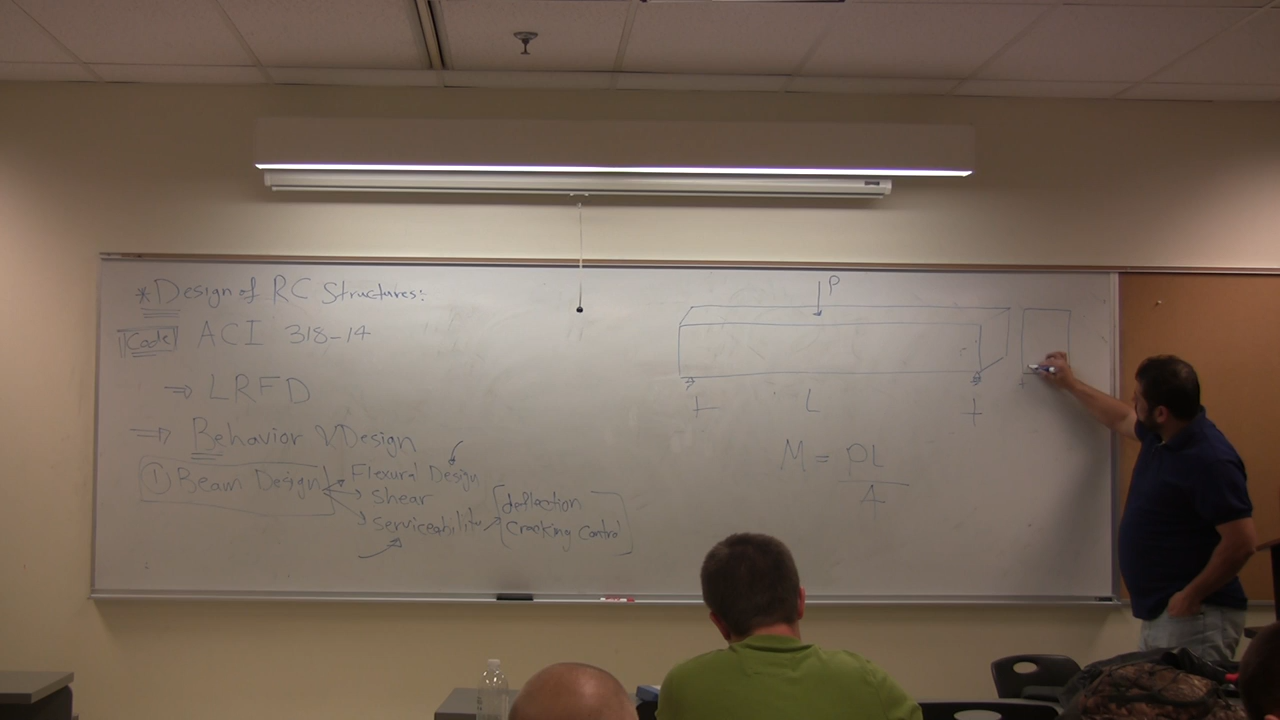 *Design of RC Structures:
Code ACI 318-14
⇒ LRFD
⇒ Behavior & Design
① Beam Design
Flexural Design
Shear
Serviceability
deflection
Cracking Control
P
L
M = PL
4